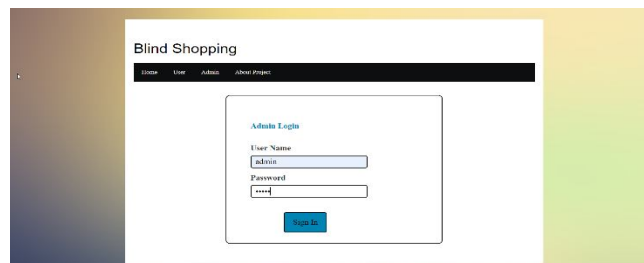 Blind Shopping
Home User Admin About Project
Admin Login
User Name
admin
Password
•••••
Sign In